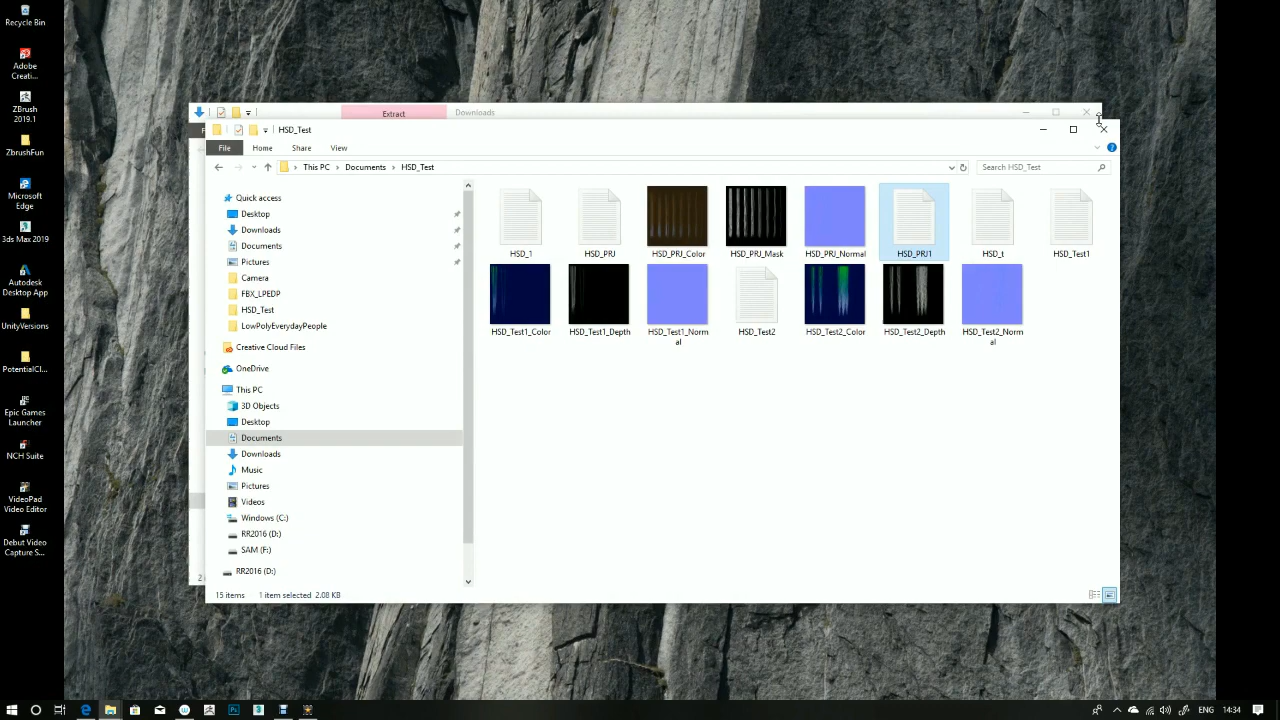 Recycle Bin
Adobe
Creati...
ZBrush
2019.1
ZbrushFun
Microsoft
Edge
3ds Max 2019
Autodesk
Desktop App
UnityVersions
PotentialCl...
Epic Games
Launcher
NCH Suite
VideoPad
Video Editor
Debut Video
Capture S...
Extract
Downloads
HSD_Test
File
Home
Share
View
This PC
Documents
HSD_Test
Search HSD_Test
Quick access
Desktop
Downloads
Documents
Pictures
Camera
FBX_LPEDP
HSD_Test
LowPolyEverydayPeople
Creative Cloud Files
OneDrive
This PC
3D Objects
Desktop
Documents
Downloads
Music
Pictures
Videos
Windows (C:)
RR2016 (D:)
SAM (F:)
RR2016 (D:)
HSD_1
HSD_PRJ
HSD_PRJ_Color
HSD_PRJ_Mask
HSD_PRJ_Normal
HSD_PRJ1
HSD_t
HSD_Test1
HSD_Test1_Color
HSD_Test1_Depth
HSD_Test1_Norm
al
HSD_Test2
HSD_Test2_Color
HSD_Test2_Depth
HSD_Test2_Norm
al
15 items
1 item selected 2.08 KB
ENG
14:34